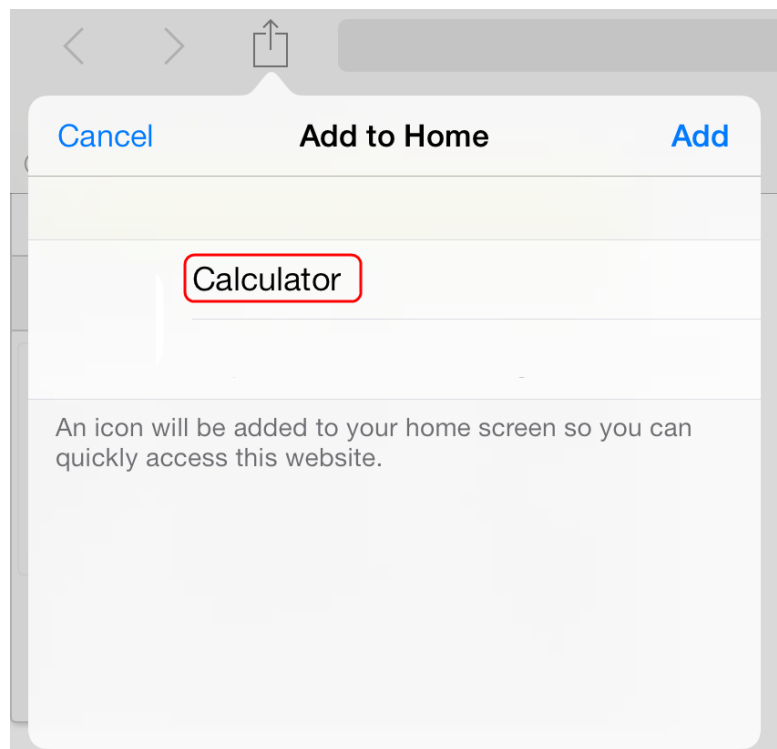 Cancel Add to Home Add
Calculator
An icon will be added to your home screen so you can
quickly access this website.